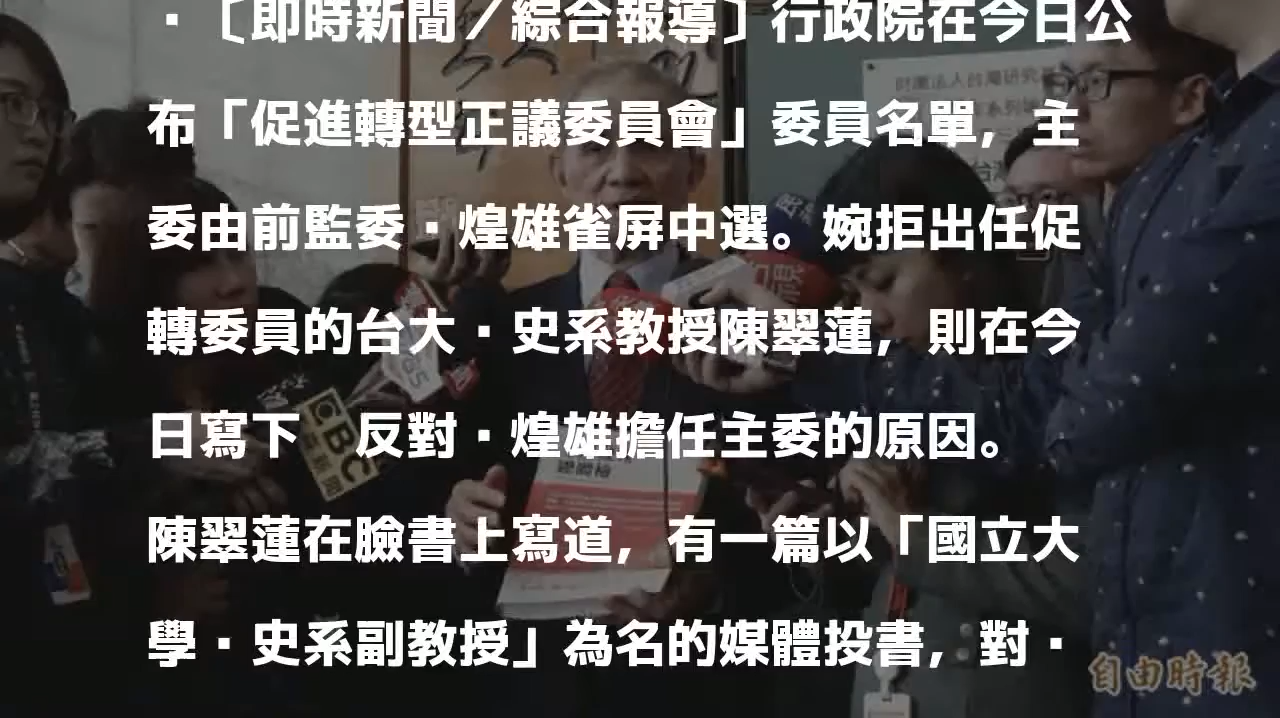 ▪〔即時新聞／綜合報導〕行政院在今日公
布「促進轉型正義委員會」委員名單，主
委由前監委▪煌雄雀屏中選。婉拒出任促
轉委員的台大▪史系教授陳翠蓮，則在今
日寫下　反對▪煌雄擔任主委的原因。
陳翠蓮在臉書上寫道，有一篇以「國立大
學▪史系副教授」為名的媒體投書，對▪
自由時報
CBC